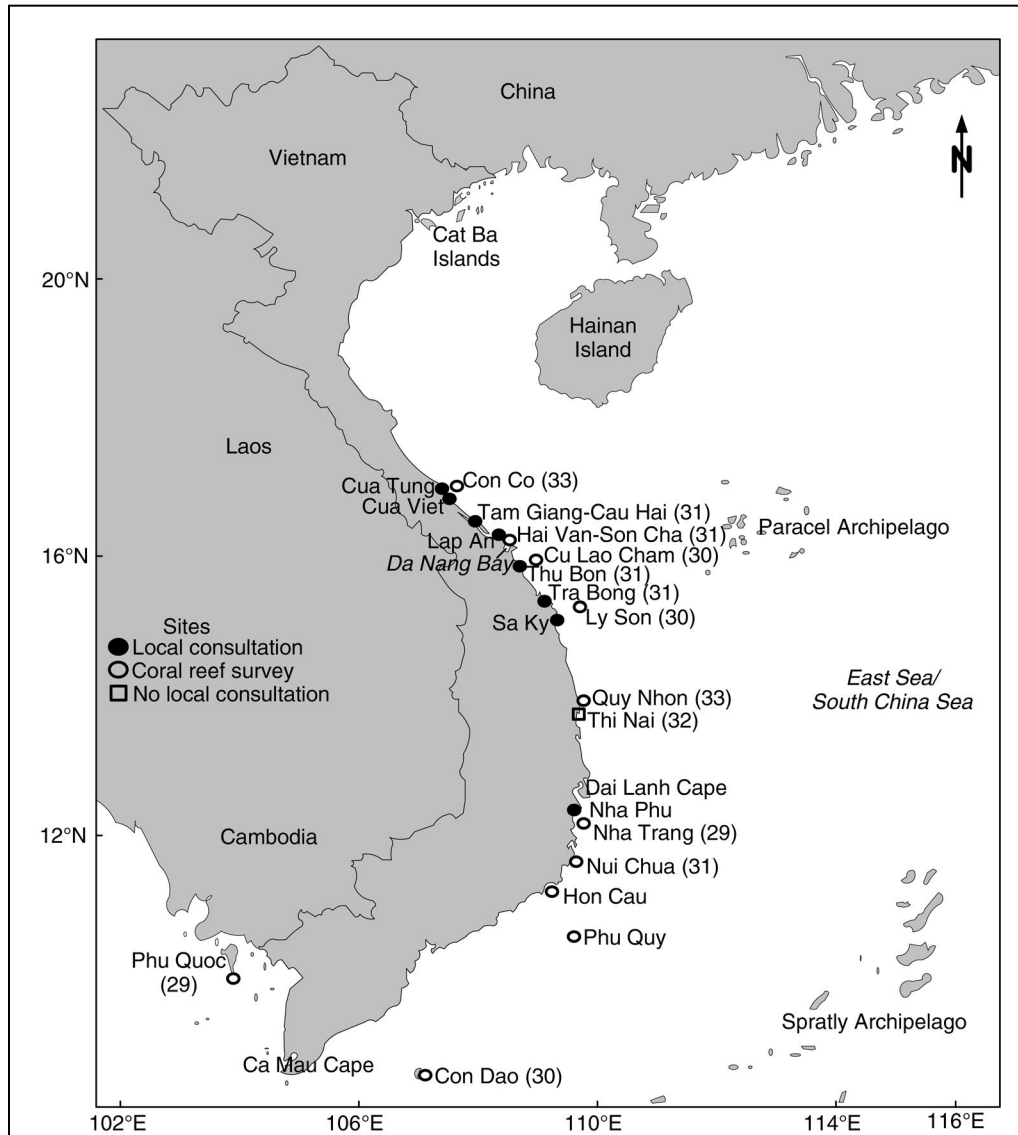 China
Vietnam
N
Cat Ba
Islands
20°N
Hainan
Island
Laos
Cua Tung
Con Co (33)
Cua Viet
Tam Giang-Cau Hai (31)
Paracel Archipelago
Lap An
Hai Van-Son Cha (31)
16°N
Da Nang Bay
Cu Lao Cham (30)
Thu Bon (31)
Tra Bong (31)
Sa Ky
Ly Son (30)
Sites
Local consultation
Coral reef survey
No local consultation
East Sea/
South China Sea
Quy Nhon (33)
Thi Nai (32)
Dai Lanh Cape
Nha Phu
12°N
Cambodia
Nha Trang (29)
Nui Chua (31)
Hon Cau
Phu Quy
Phu Quoc
(29)
Spratly Archipelago
Ca Mau Cape
Con Dao (30)
102°E
106°E
110°E
114°E
116°E